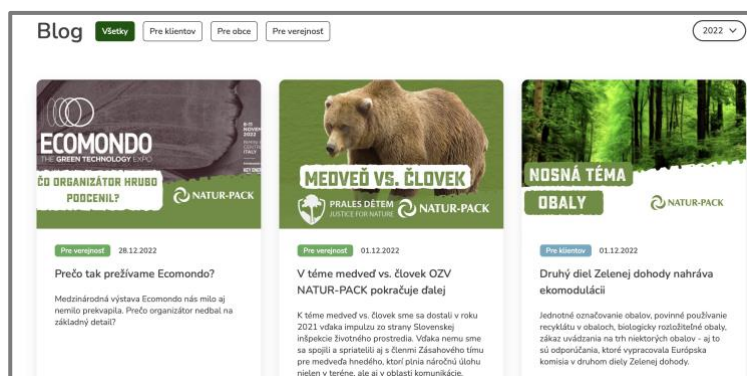 Blog
Všetky
Pre klientov
Pre obce
Pre verejnosť
2022
ECOMONDO
THE GREEN TECHNOLOGY EXPO
ČO ORGANIZÁTOR HRUBO
PODCENIL?
NATUR-PACK
Pre verejnosť 28.12.2022
Prečo tak prežívame Ecomondo?
Medzinárodná výstava Ecomondo nás milo aj
nemilo prekvapila. Prečo organizátor nedbal na
základný detail?
MEDVEĎ VS. ČLOVEK
PRALES DĚTEM
JUSTICE FOR NATURE
NATUR-PACK
Pre verejnosť 01.12.2022
V téme medveď vs. človek OZV
NATUR-PACK pokračuje ďalej
K téme medveď vs. človek sme sa dostali v roku
2021 vďaka impulzu zo strany Slovenskej
inšpekcie životného prostredia. Vďaka nemu sme
sa spojili a spriatelili aj s členmi Zásahového tímu
pre medveďa hnedého, ktorí plnia náročnú úlohu
nielen v teréne, ale aj v oblasti komunikácie.
NOSNÁ TÉMA
OBALY
NATUR-PACK
Pre klientov 01.12.2022
Druhý diel Zelenej dohody nahráva
ekomodulácii
Jednotné označovanie obalov, povinné používanie
recyklátu v obaloch, biologicky rozložiteľné obaly,
zákaz uvádzania na trh niektorých obalov - aj to
sú odporúčania, ktoré vypracovala Európska
komisia v druhom diely Zelenej dohody.